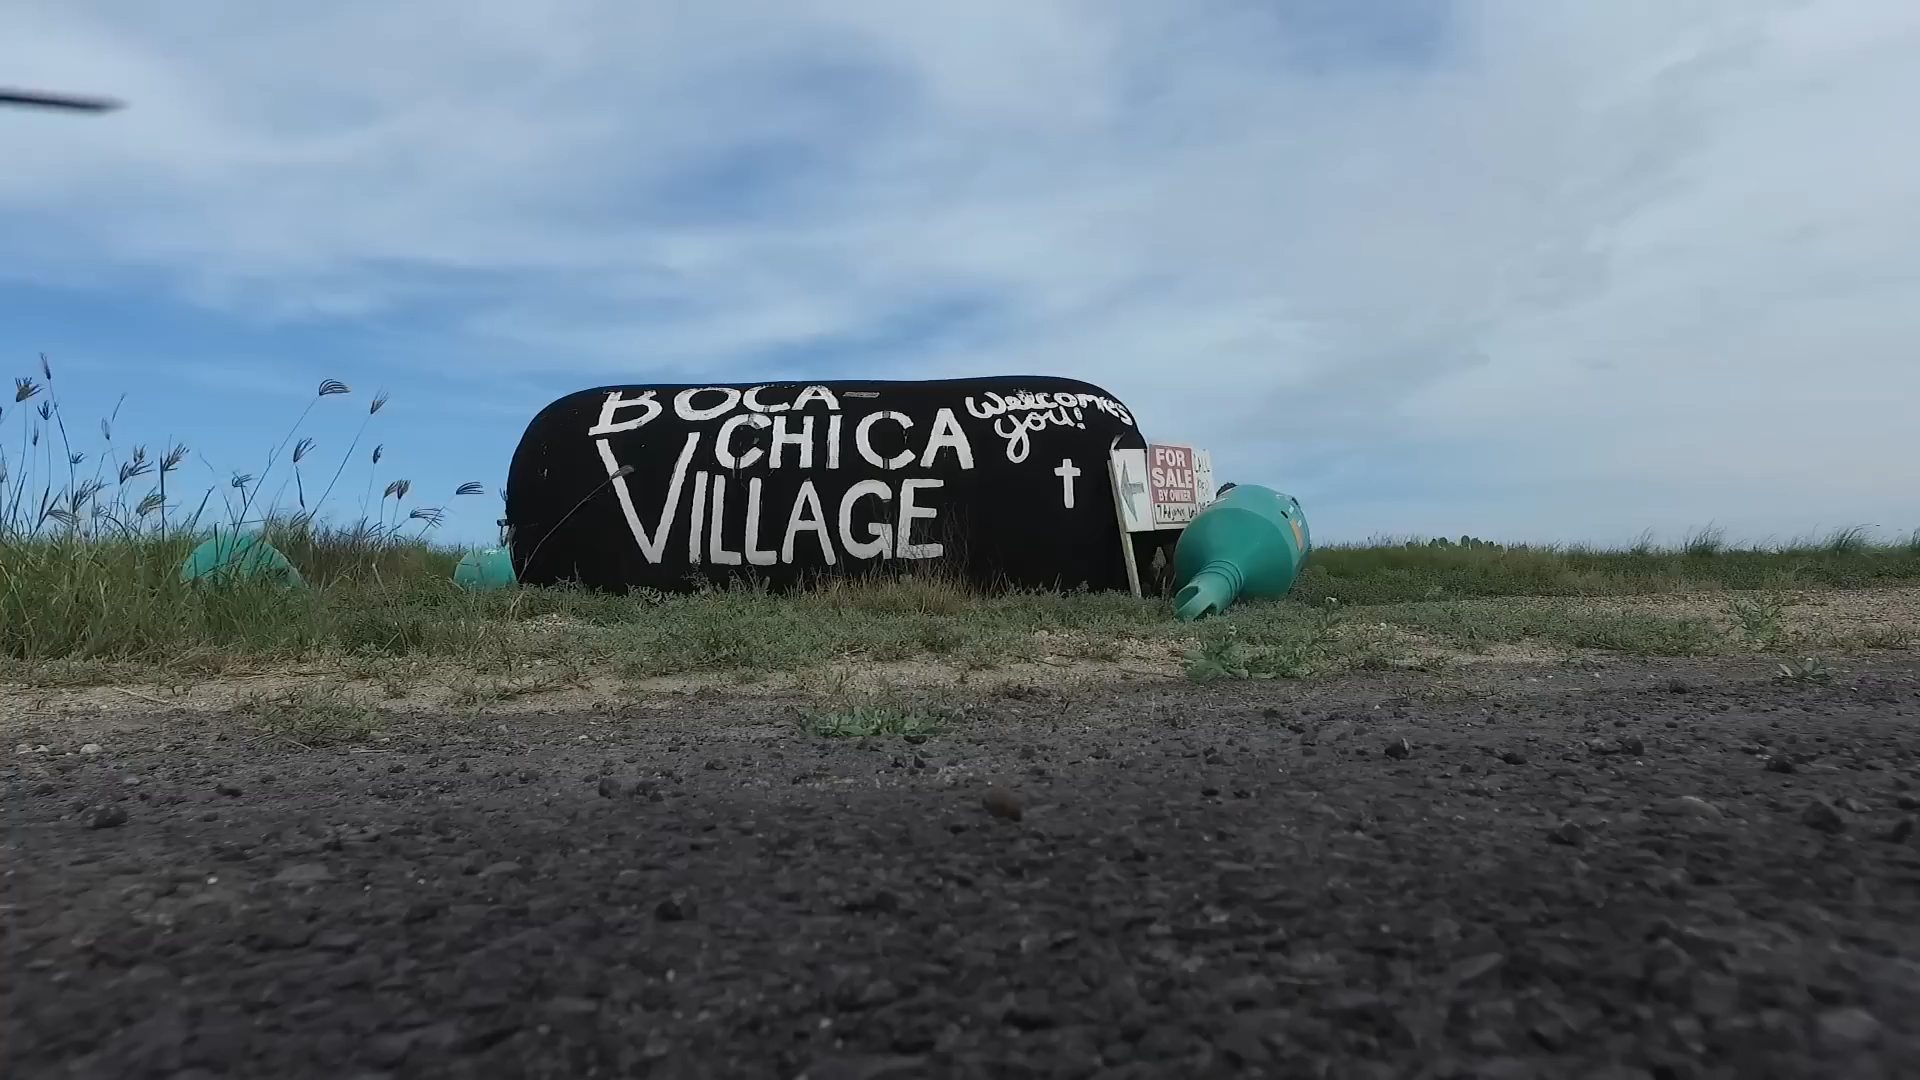 BOCA-
CHICA
VILLAGE
Welcomes
you!
FOR
SALE
BY OWNER